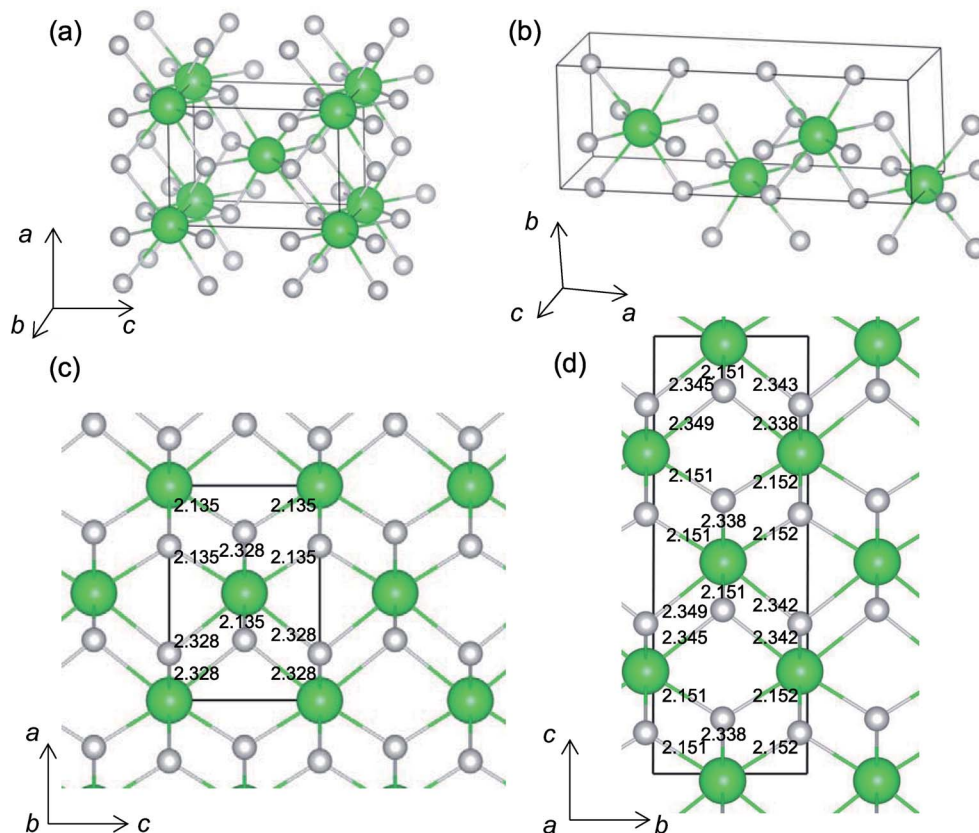 (a)
a
b
c
(b)
b
c
a
(c)
2.135 2.135
2.135 2.328 2.135
2.135
2.328 2.328
2.328 2.328
a
b
c
(d)
2.151
2.345 2.343
2.349 2.338
2.151 2.152
2.338
2.151 2.152
2.151
2.349 2.342
2.345 2.342
2.151 2.152
2.338
2.151 2.152
c
a
b